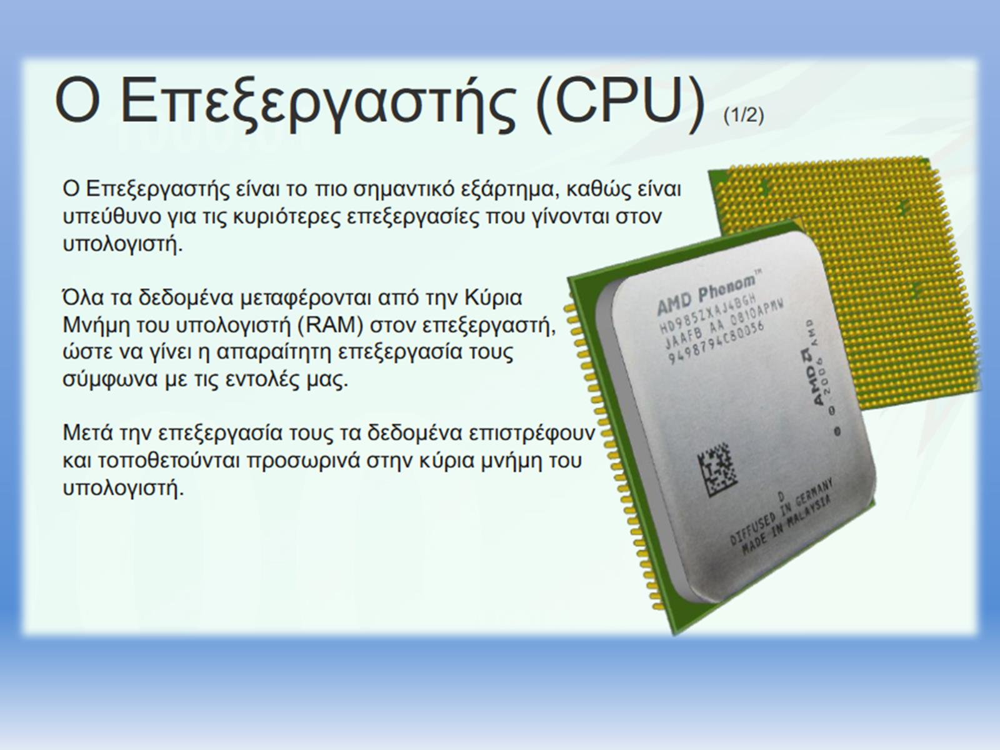 Ο Επεξεργαστής (CPU) (1/2)
Ο Επεξεργαστής είναι το πιο σημαντικό εξάρτημα, καθώς είναι
υπεύθυνο για τις κυριότερες επεξεργασίες που γίνονται στον
υπολογιστή.
Όλα τα δεδομένα μεταφέρονται από την Κύρια
Μνήμη του υπολογιστή (RAM) στον επεξεργαστή,
ώστε να γίνει η απαραίτητη επεξεργασία τους
σύμφωνα με τις εντολές μας.
Μετά την επεξεργασία τους τα δεδομένα επιστρέφουν
και τοποθετούνται προσωρινά στην κύρια μνήμη του
υπολογιστή.
AMD Phenom™
HD985ZXAJ4BGH
JAAFB AA 0810APMW
9498794C80056
AMD
© 2006 AMD
D
DIFFUSED IN GERMANY
MADE IN MALAYSIA